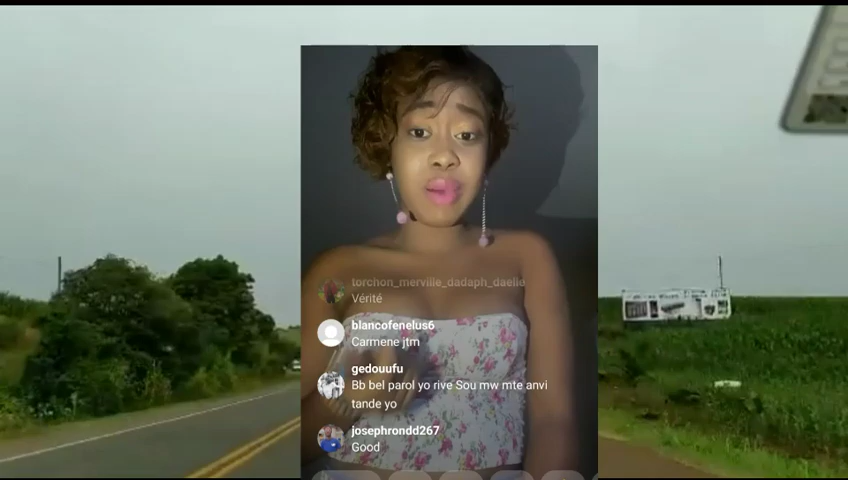 torchon_merville_dadaph_daelle
Vérité
blancofenelus6
Carmene jtm
gedouufu
Bb bel parol yo rive Sou mw mte anvi
tande yo
josephrondd267
Good